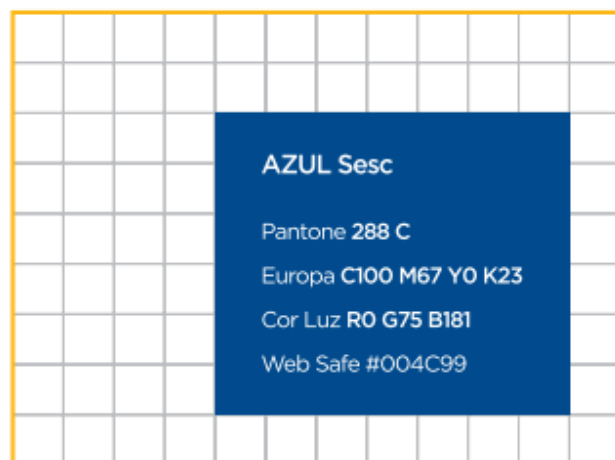 AZUL Sesc
Pantone 288 C
Europa C100 M67 Y0 K23
Cor Luz R0 G75 B181
Web Safe #004C99